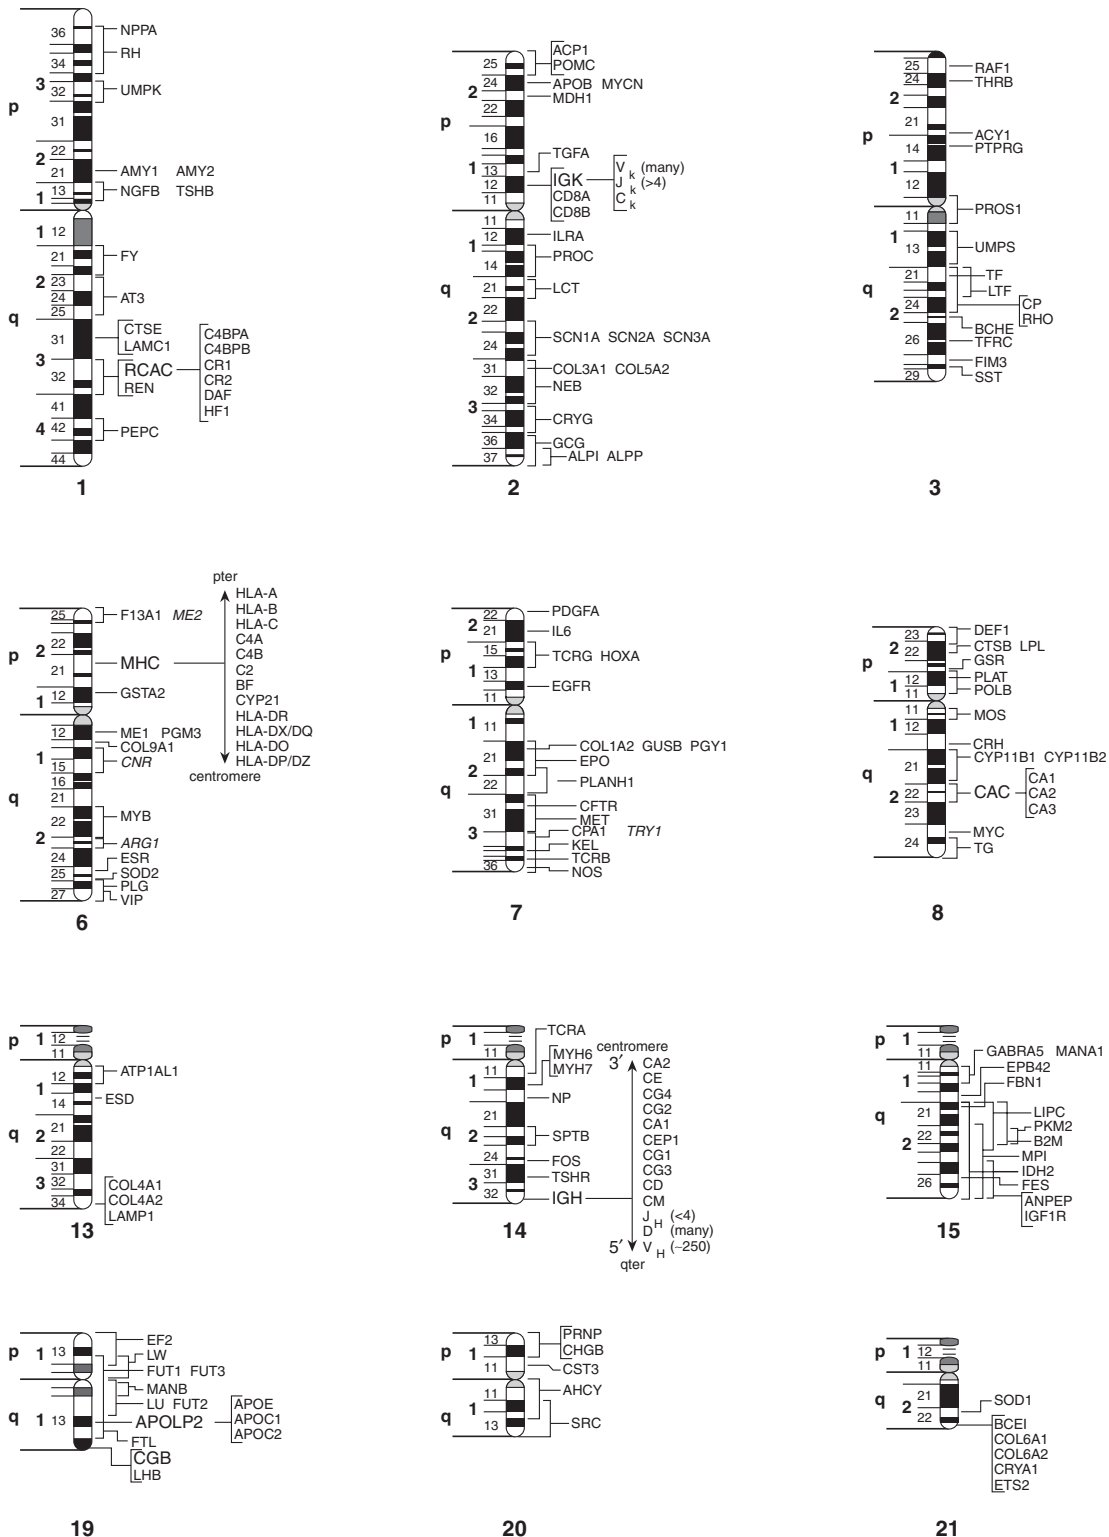 p
3
2
1
36
34
32
31
22
21
13
q
1
2
3
4
12
21
23
24
25
31
32
41
42
44
NPPA
RH
UMPK
AMY1 AMY2
NGFB TSHB
FY
AT3
CTSE
LAMC1
RCAC
REN
C4BPA
C4BPB
CR1
CR2
DAF
HF1
PEPC
1
p
2
1
25
24
22
16
13
12
11
q
1
2
3
11
12
14
21
22
24
31
32
34
36
37
ACP1
POMC
APOB MYCN
MDH1
TGFA
IGK
CD8A
CD8B
Vk (many)
Jk (>4)
Ck
ILRA
PROC
LCT
SCN1A SCN2A SCN3A
COL3A1 COL5A2
NEB
CRYG
GCG
ALPI ALPP
2
p
2
1
25
24
21
14
12
q
1
2
11
13
21
24
26
29
RAF1
THRB
ACY1
PTPRG
PROS1
UMPS
TF
LTF
CP
RHO
BCHE
TFRC
FIM3
SST
3
p
2
1
25
22
21
12
q
1
2
12
15
16
21
22
24
25
27
F13A1 ME2
MHC
GSTA2
ME1 PGM3
COL9A1
CNR
MYB
ARG1
ESR
SOD2
PLG
VIP
pter
HLA-A
HLA-B
HLA-C
C4A
C4B
C2
BF
CYP21
HLA-DR
HLA-DX/DQ
HLA-DO
HLA-DP/DZ
centromere
6
p
2
1
22
21
15
13
11
q
1
2
3
11
21
22
31
36
PDGFA
IL6
TCRG HOXA
EGFR
COL1A2 GUSB PGY1
EPO
PLANH1
CFTR
MET
CPA1 TRY1
KEL
TCRB
NOS
7
p
2
1
23
22
12
11
q
1
2
11
12
21
22
23
24
DEF1
CTSB LPL
GSR
PLAT
POLB
MOS
CRH
CYP11B1 CYP11B2
CAC
CA1
CA2
CA3
MYC
TG
8
p 1
12
11
q
1
2
3
12
14
21
22
31
32
34
ATP1AL1
ESD
COL4A1
COL4A2
LAMP1
13
p 1
11
q
1
2
3
11
21
24
31
32
TCRA
MYH6
MYH7
NP
SPTB
FOS
TSHR
IGH
centromere
3′
CA2
CE
CG4
CG2
CA1
CEP1
CG1
CG3
CD
CM
JH (<4)
D (many)
5′ VH (~250)
qter
14
p 1
11
q
1
2
11
21
22
26
GABRA5 MANA1
EPB42
FBN1
LIPC
PKM2
B2M
MPI
IDH2
FES
ANPEP
IGF1R
15
p 1 13
q 1 13
EF2
LW
FUT1 FUT3
MANB
LU FUT2
APOLP2
APOE
APOC1
APOC2
FTL
CGB
LHB
19
p 1
13
11
q 1
11
13
PRNP
CHGB
CST3
AHCY
SRC
20
p 1
12
11
q 2
21
22
SOD1
BCEI
COL6A1
COL6A2
CRYA1
ETS2
21